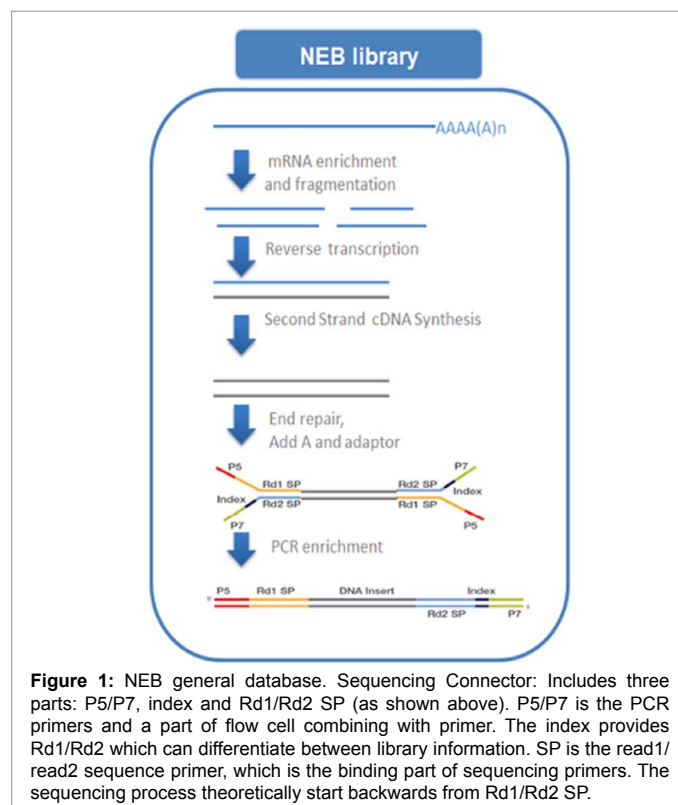 NEB library
AAAA(A)n
mRNA enrichment
and fragmentation
Reverse transcription
Second Strand cDNA Synthesis
End repair,
Add A and adaptor
P5
P7
Rd1 SP
Rd2 SP
Index
Index
Rd2 SP
Rd1 SP
P7
P5
PCR enrichment
P5 Rd1 SP DNA Insert Index
Rd2 SP P7
Figure 1: NEB general database. Sequencing Connector: Includes three
parts: P5/P7, index and Rd1/Rd2 SP (as shown above). P5/P7 is the PCR
primers and a part of flow cell combining with primer. The index provides
Rd1/Rd2 which can differentiate between library information. SP is the read1/
read2 sequence primer, which is the binding part of sequencing primers. The
sequencing process theoretically start backwards from Rd1/Rd2 SP.